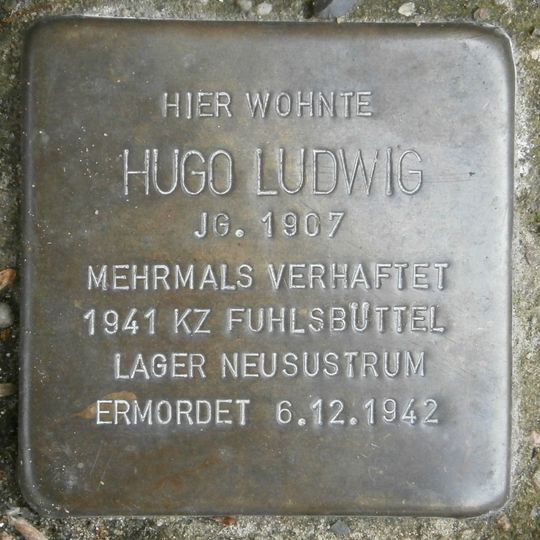 HIER WOHNTE
HUGO LUDWIG
JG. 1907
MEHRMALS VERHAFTET
1941 KZ FUHLSBÜTTEL
LAGER NEUSUSTRUM
ERMORDET 6.12.1942